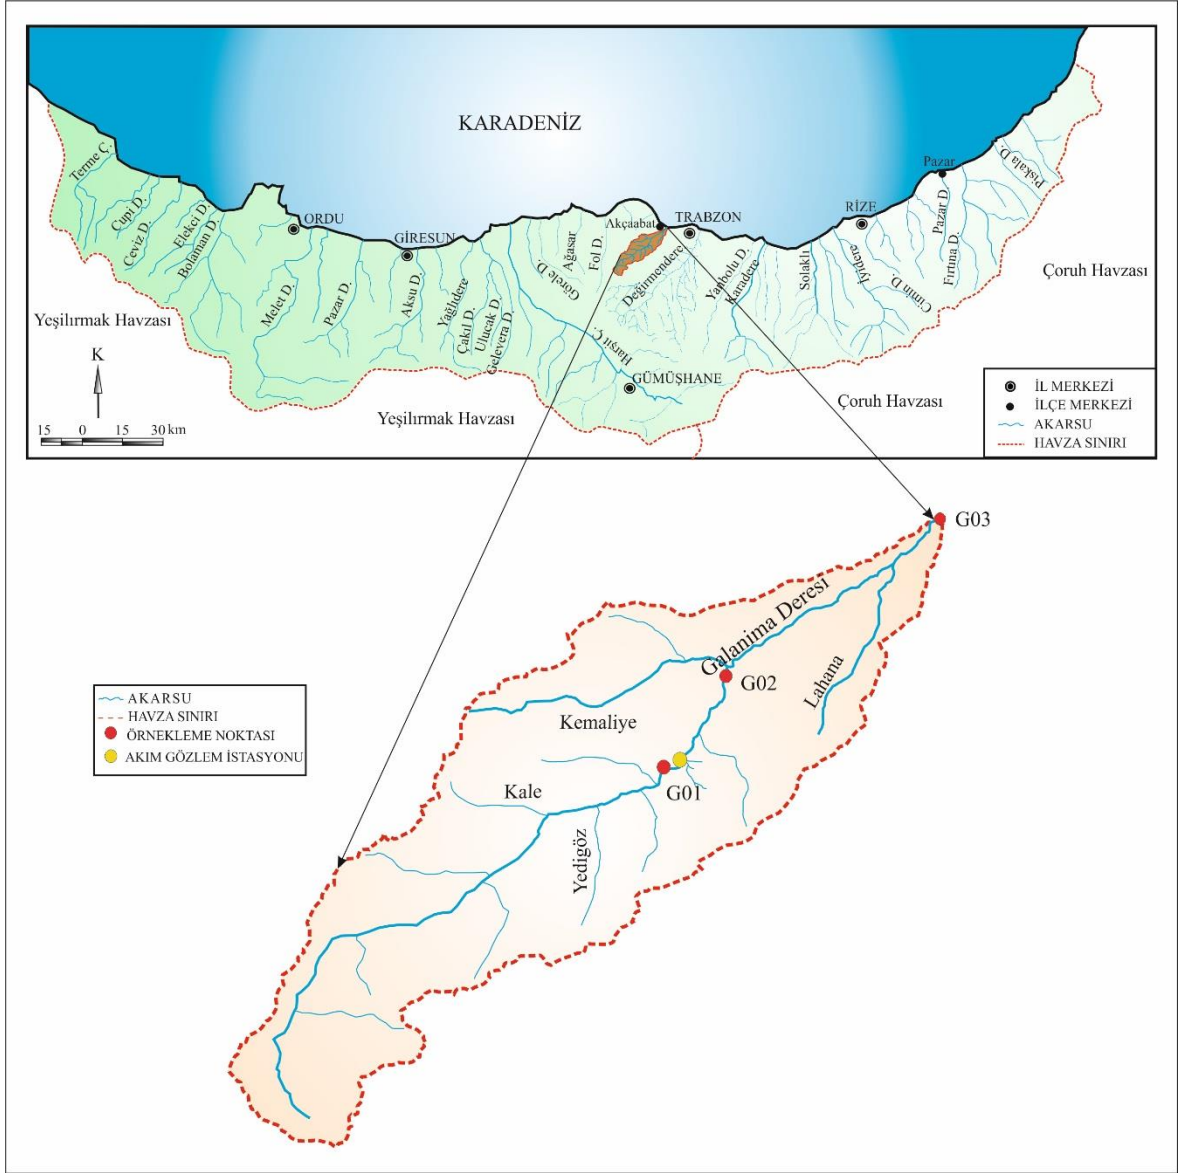 KARADENİZ
Terme Ç.
Cupi D.
Ceviz D.
Elekçi D.
Bolaman D.
ORDU
Melet D.
Pazar D.
GİRESUN
Aksu D.
Yağlıdere
Çakıl D.
Ulucak D.
Gelevera D.
Görele D.
Ağasar
Fol D.
Akçaabat
TRABZON
Değirmendere
Harşit Ç.
GÜMÜŞHANE
Yanbolu D.
Karadere
Solaklı
RİZE
İyidere
Cimin D.
Pazar
Pazar D.
Fırtına D.
Piskala D.
Çoruh Havzası
Yeşilırmak Havzası
Yeşilırmak Havzası
Çoruh Havzası
K
15 0 15 30 km
İL MERKEZİ
İLÇE MERKEZİ
AKARSU
HAVZA SINIRI
G03
Galanima Deresi
Lahana
G02
Kemaliye
G01
Kale
Yedigöz
AKARSU
HAVZA SINIRI
ÖRNEKLEME NOKTASI
AKIM GÖZLEM İSTASYONU